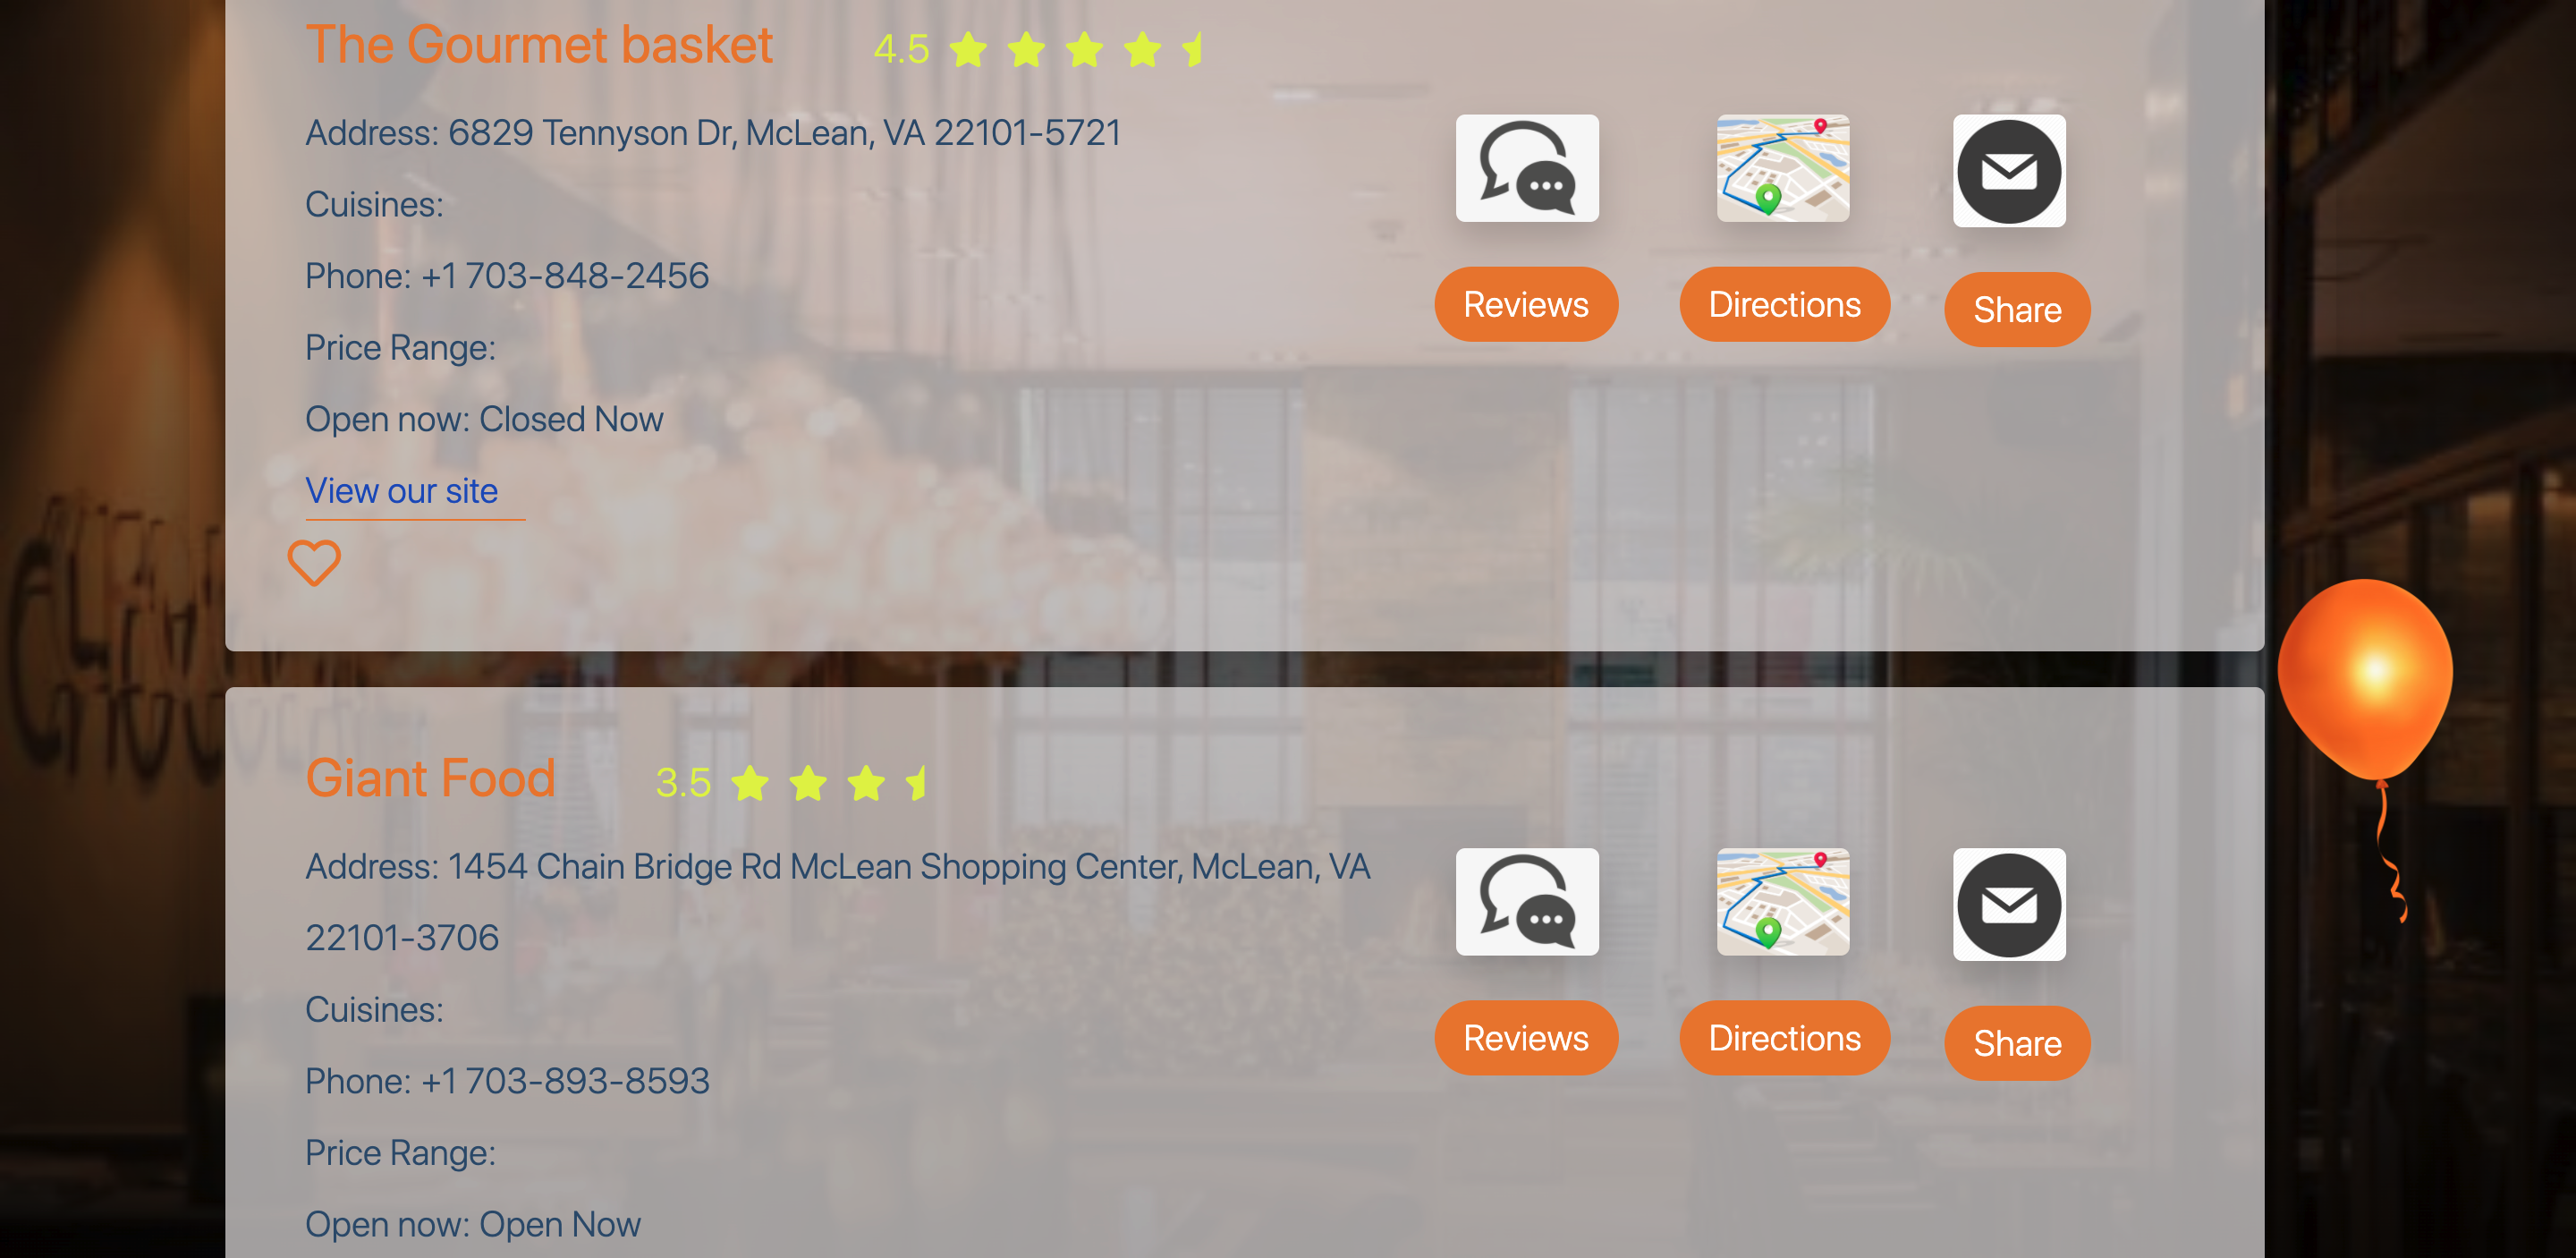 The Gourmet basket 4.5
Address: 6829 Tennyson Dr, McLean, VA 22101-5721
Cuisines:
Phone: +1 703-848-2456
Price Range:
Open now: Closed Now
View our site
Reviews Directions Share
Giant Food 3.5
Address: 1454 Chain Bridge Rd McLean Shopping Center, McLean, VA
22101-3706
Cuisines:
Phone: +1 703-893-8593
Price Range:
Open now: Open Now
Reviews Directions Share